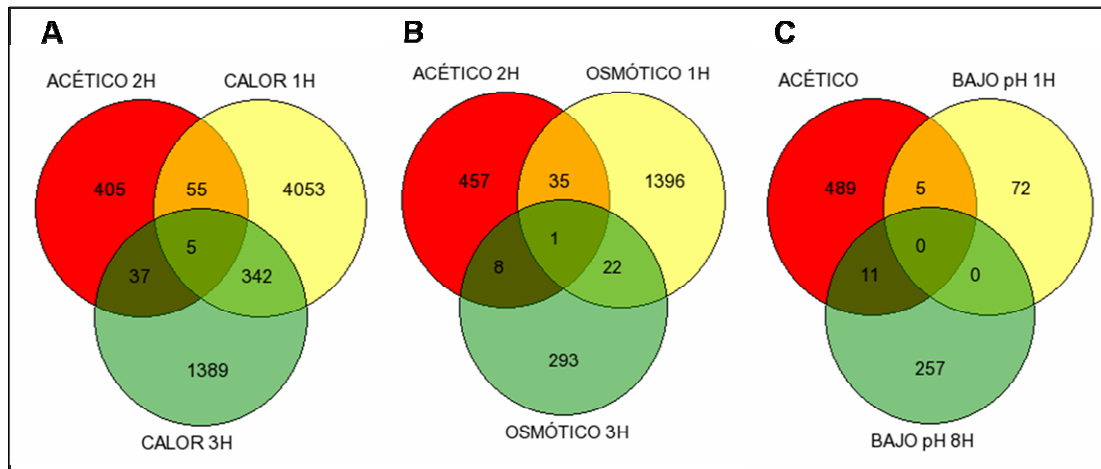 A
ACÉTICO 2H
CALOR 1H
405
55
4053
5
37
342
1389
CALOR 3H
B
ACÉTICO 2H
OSMÓTICO 1H
457
35
1396
1
8
22
293
OSMÓTICO 3H
C
ACÉTICO
BAJO pH 1H
489
5
72
0
11
0
257
BAJO pH 8H